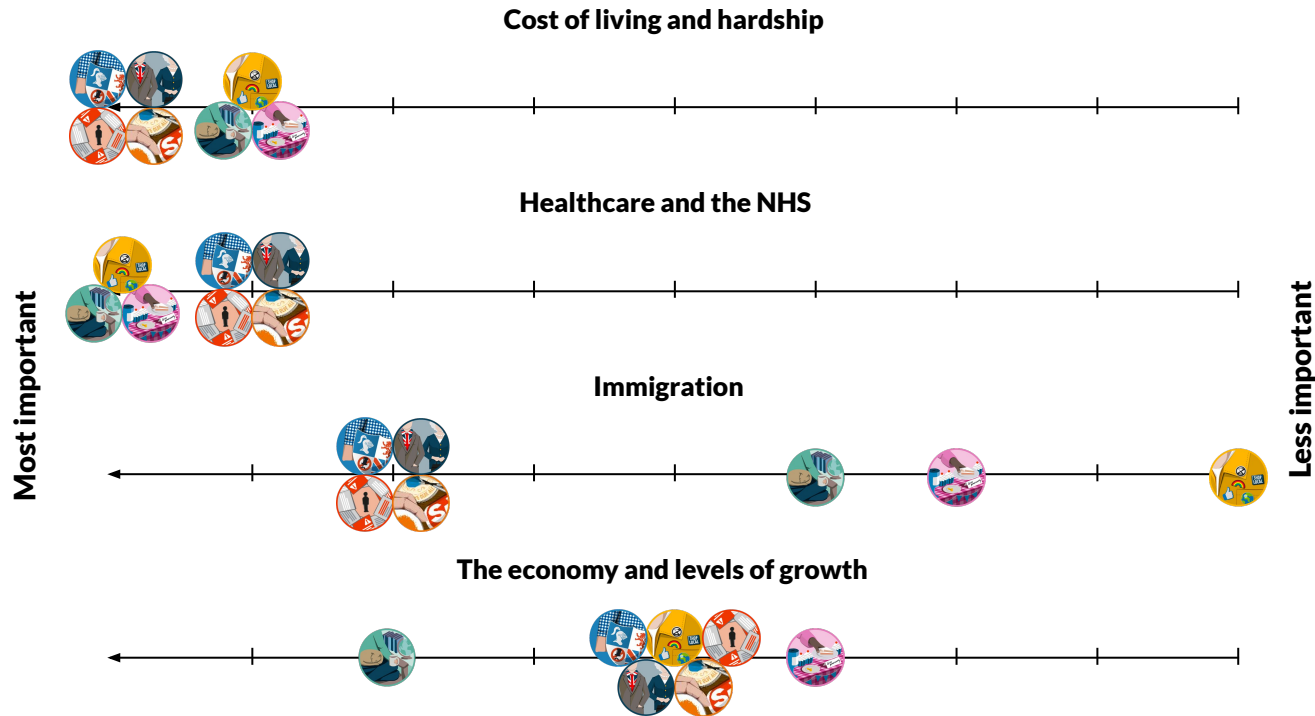 Cost of living and hardship
Healthcare and the NHS
Most important
Less important
Immigration
The economy and levels of growth